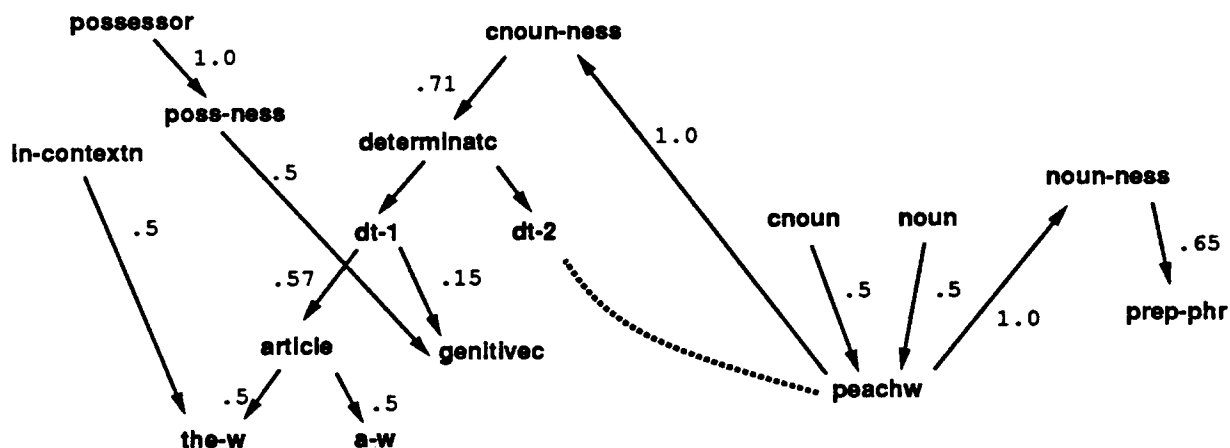 possessor
cnoun-ness
1.0
.71
poss-ness
determinatc
1.0
in-contextn
.5
noun-ness
.5
dt-1
dt-2
cnoun
noun
.65
.57
.15
.5
.5
1.0
prep-phr
article
genitivec
peachw
.5
.5
the-w
a-w